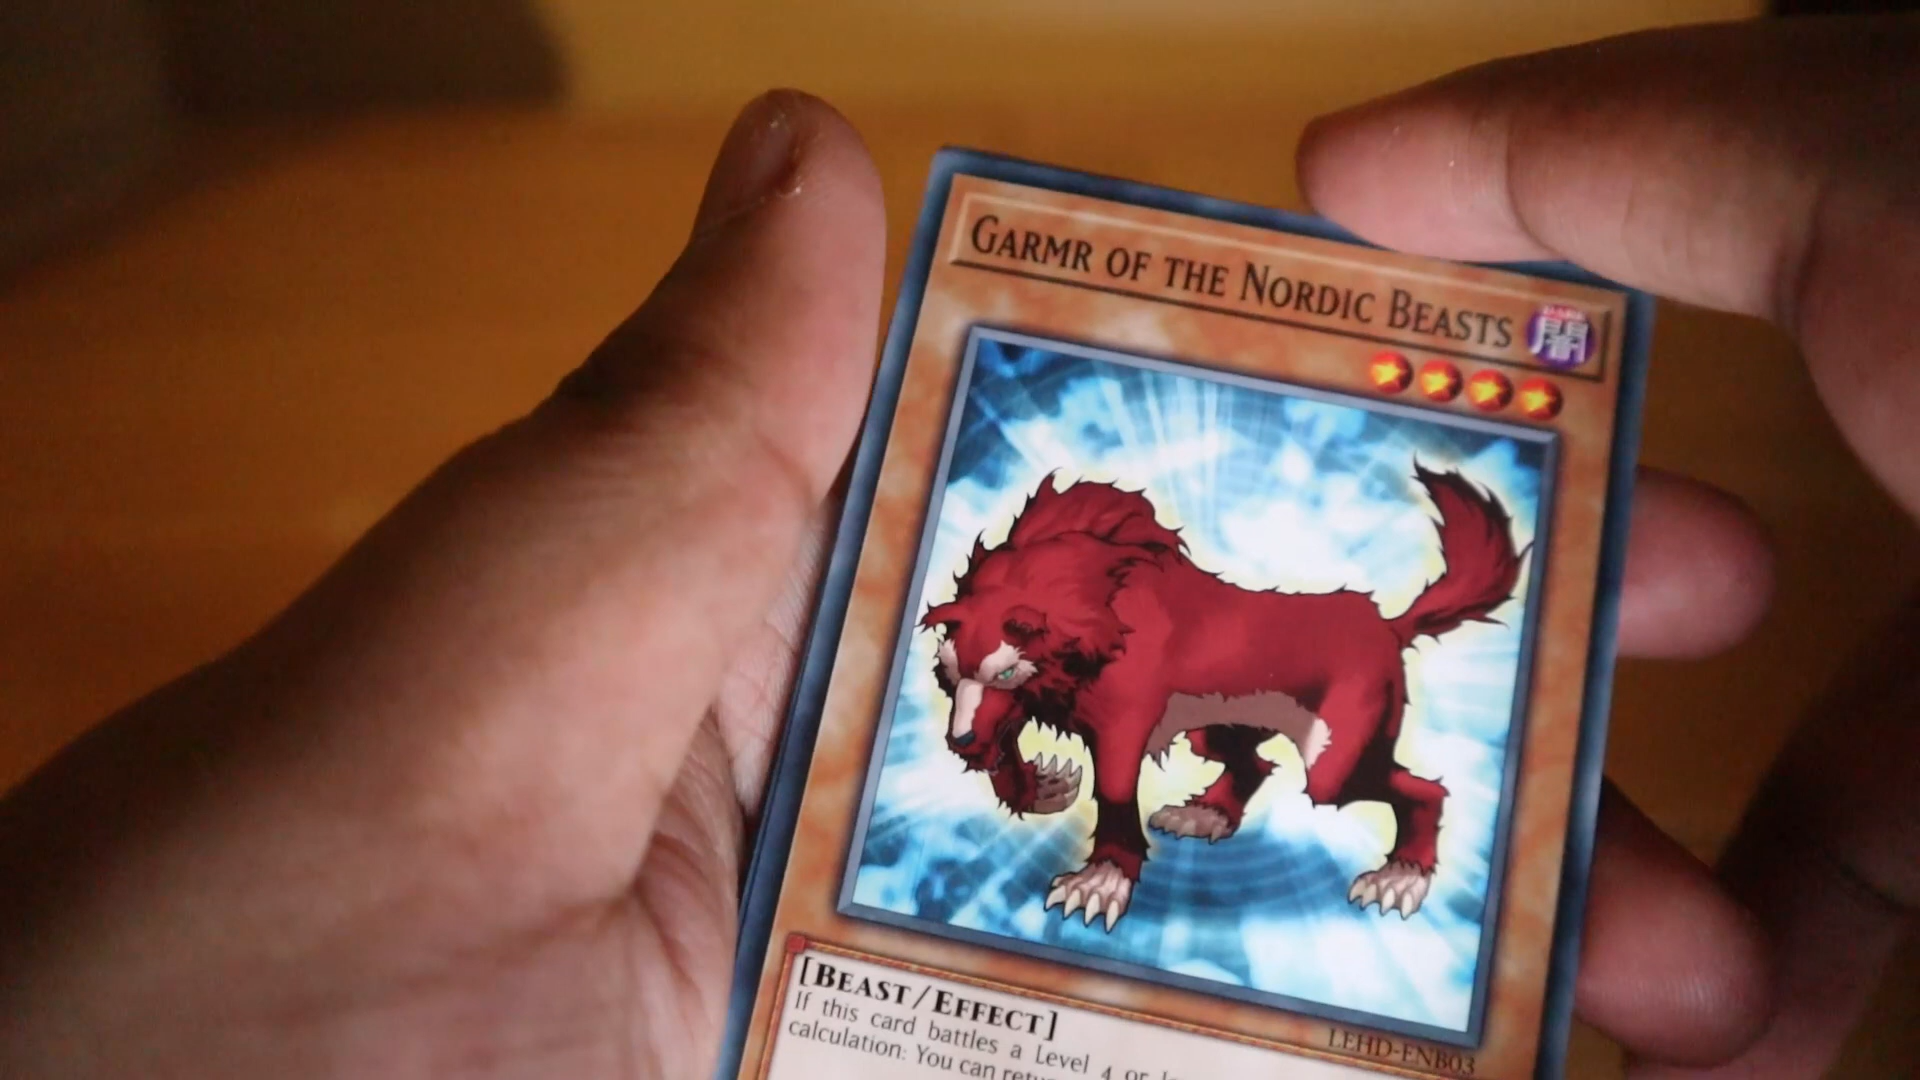 GARMR OF THE NORDIC BEASTS
DARK
闇
LEHD-ENB03
[BEAST/EFFECT]
If this card battles a Level 4 or
calculation: You can